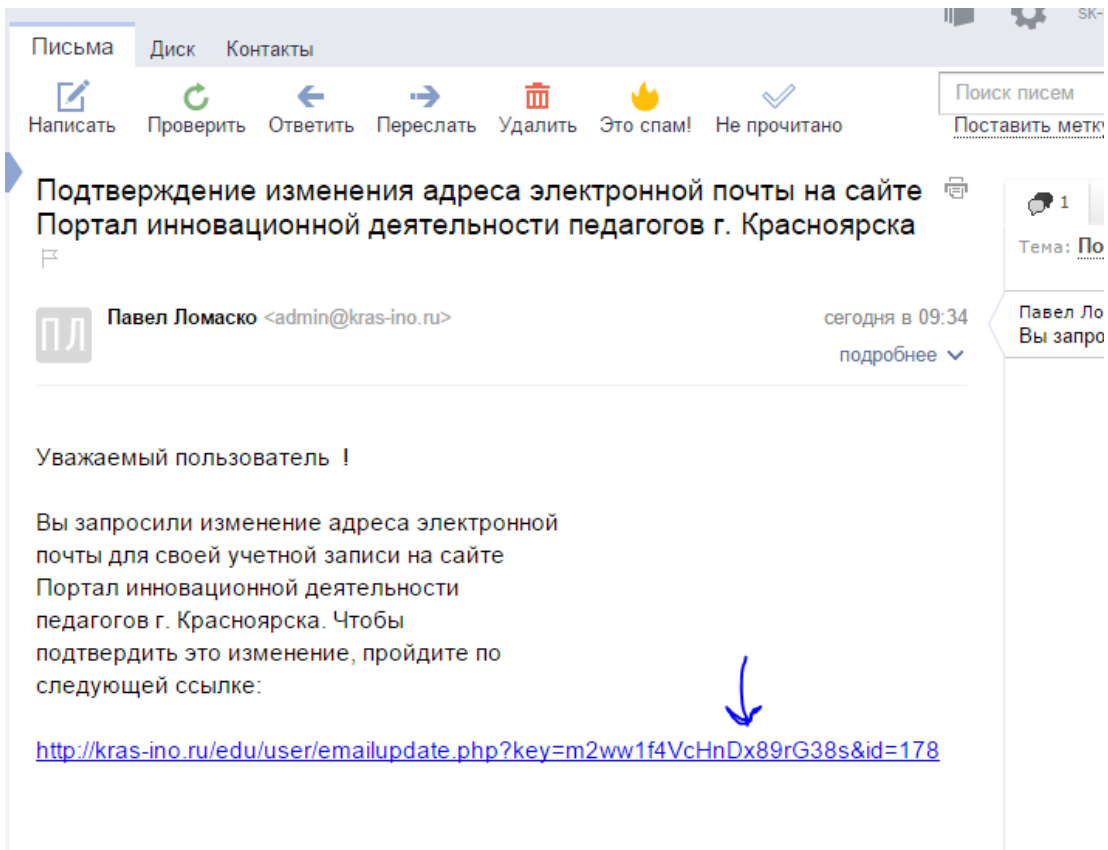 SK-
Письма Диск Контакты
Написать Проверить Ответить Переслать Удалить Это спам! Не прочитано
Поиск писем
Поставить метку
Подтверждение изменения адреса электронной почты на сайте
Портал инновационной деятельности педагогов г. Красноярска
1
Тема: По
ПЛ
Павел Ломаско <admin@kras-ino.ru>
сегодня в 09:34
подробнее
Павел Ло
Вы запро
Уважаемый пользователь !
Вы запросили изменение адреса электронной
почты для своей учетной записи на сайте
Портал инновационной деятельности
педагогов г. Красноярска. Чтобы
подтвердить это изменение, пройдите по
следующей ссылке:
http://kras-ino.ru/edu/user/emailupdate.php?key=m2ww1f4VcHnDx89rG38s&id=178